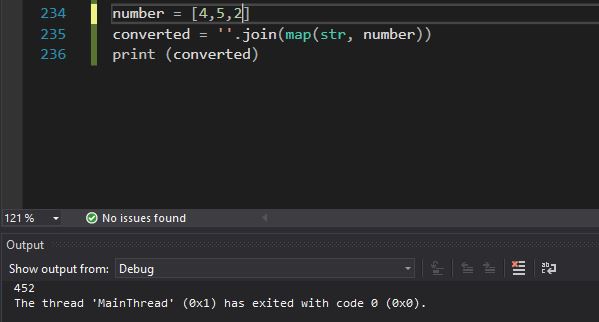 234 number = [4,5,2]
235 converted = ''.join(map(str, number))
236 print (converted)
121 % No issues found
Output
Show output from: Debug
452
The thread 'MainThread' (0x1) has exited with code 0 (0x0).